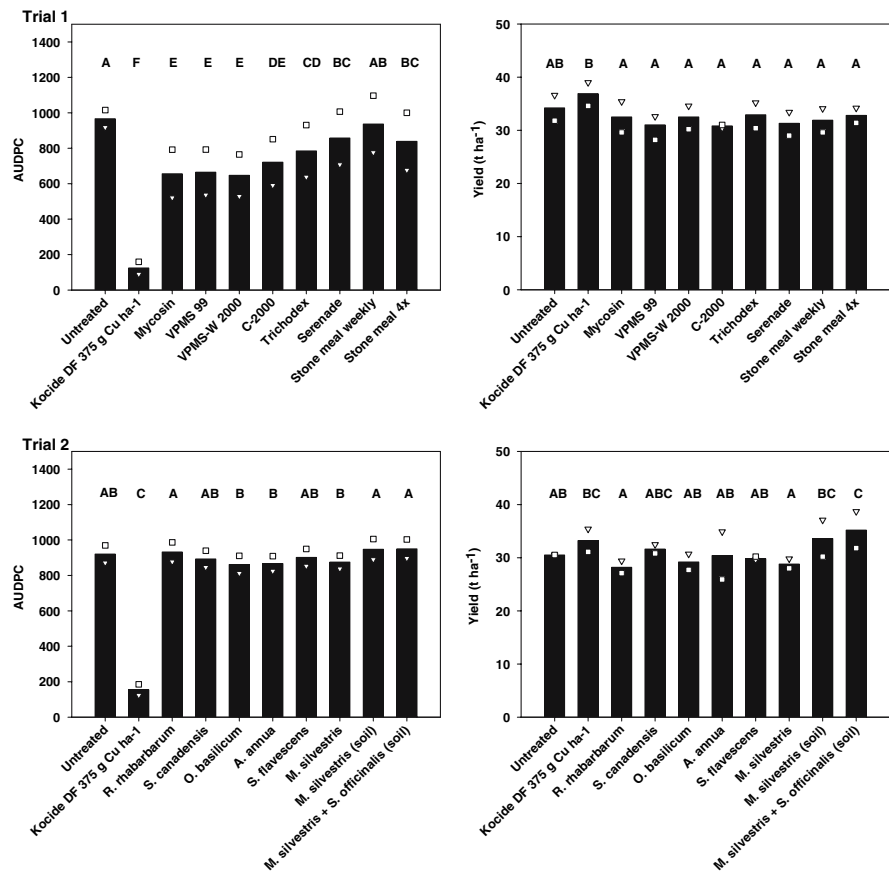 Trial 1
1400
1200
1000
800
600
400
200
0
AUDPC
A F E E E DE CD BC AB BC
Untreated
Kocide DF 375 g Cu ha-1
Mycosin
VPMS 99
VPMS-W 2000
C-2000
Trichodex
Serenade
Stone meal weekly
Stone meal 4x
50
40
30
20
10
0
Yield (t ha⁻¹)
AB B A A A A A A A A
Untreated
Kocide DF 375 g Cu ha-1
Mycosin
VPMS 99
VPMS-W 2000
C-2000
Trichodex
Serenade
Stone meal weekly
Stone meal 4x
Trial 2
1400
1200
1000
800
600
400
200
0
AUDPC
AB C A AB B B AB B A A
Untreated
Kocide DF 375 g Cu ha-1
R. rhabarbarum
S. canadensis
O. basilicum
A. annua
S. flavescens
M. silvestris
M. silvestris (soil)
M. silvestris + S. officinalis (soil)
50
40
30
20
10
0
Yield (t ha⁻¹)
AB BC A ABC AB AB AB A BC C
Untreated
Kocide DF 375 g Cu ha-1
R. rhabarbarum
S. canadensis
O. basilicum
A. annua
S. flavescens
M. silvestris
M. silvestris (soil)
M. silvestris + S. officinalis (soil)